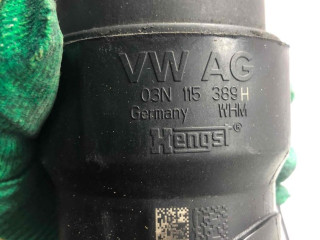 VW AG
03N 115 389 H
Germany WHM
Hengst®